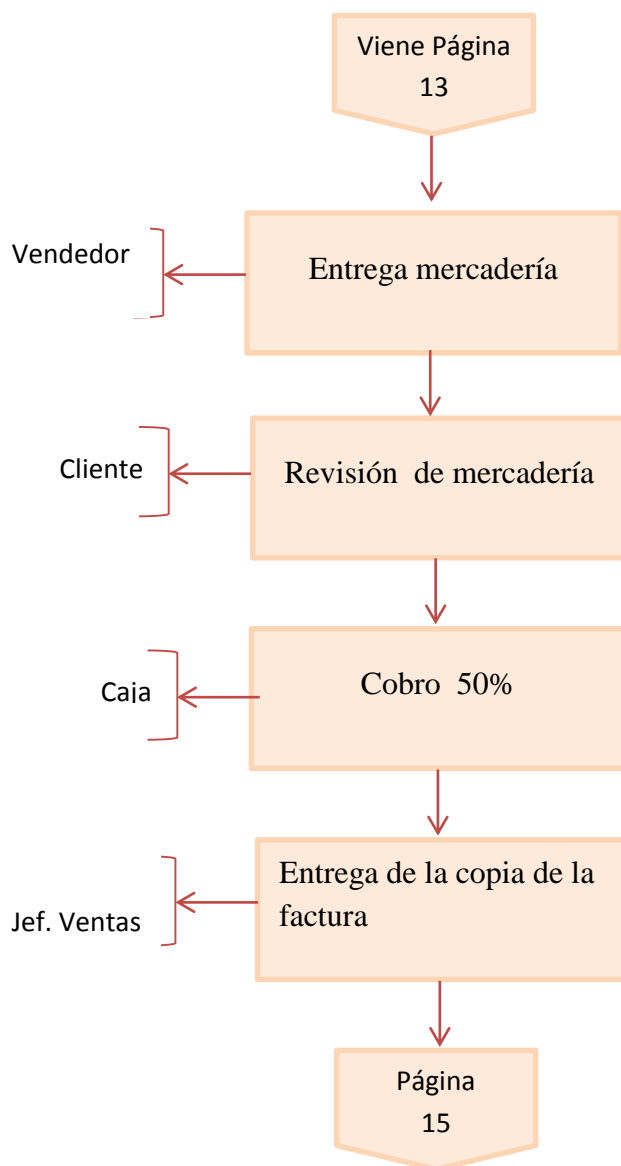 Viene Página
13
Vendedor
Entrega mercadería
Cliente
Revisión de mercadería
Caja
Cobro 50%
Entrega de la copia de la
factura
Jef. Ventas
Página
15